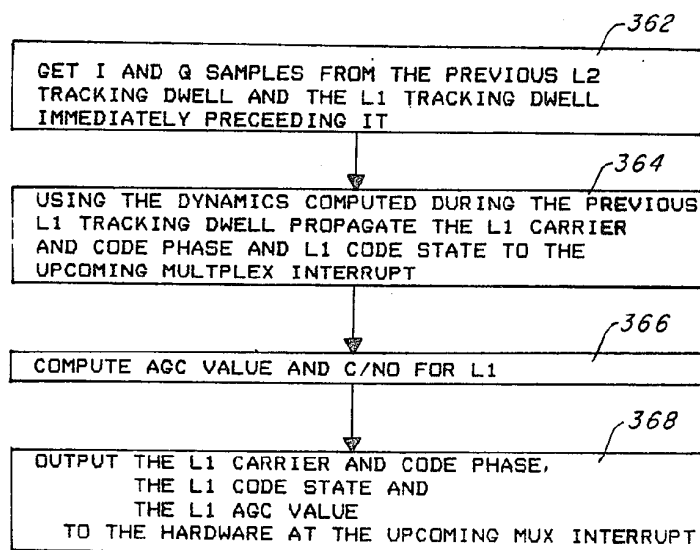 362
GET I AND Q SAMPLES FROM THE PREVIOUS L2
TRACKING DWELL AND THE L1 TRACKING DWELL
IMMEDIATELY PRECEEDING IT
364
USING THE DYNAMICS COMPUTED DURING THE PREVIOUS
L1 TRACKING DWELL PROPAGATE THE L1 CARRIER
AND CODE PHASE AND L1 CODE STATE TO THE
UPCOMING MULTPLEX INTERRUPT
366
COMPUTE AGC VALUE AND C/NO FOR L1
368
OUTPUT THE L1 CARRIER AND CODE PHASE,
THE L1 CODE STATE AND
THE L1 AGC VALUE
TO THE HARDWARE AT THE UPCOMING MUX INTERRUPT